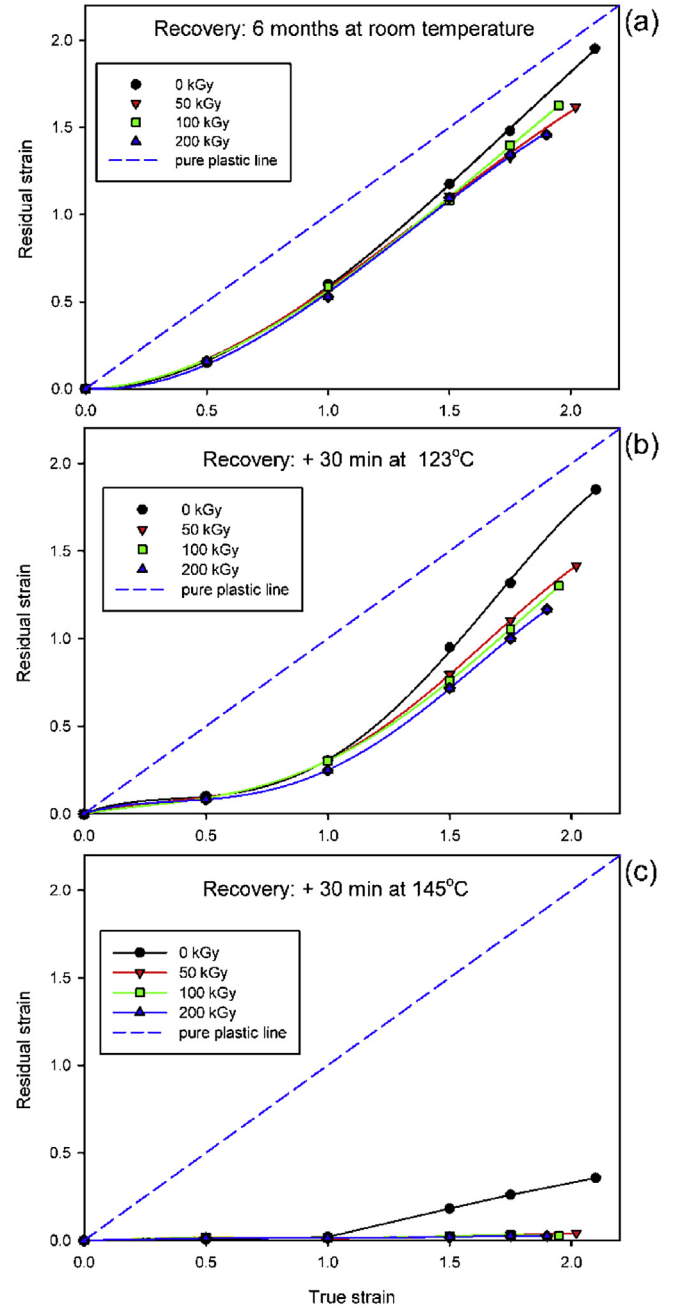 (a)
Recovery: 6 months at room temperature
0 kGy
50 kGy
100 kGy
200 kGy
pure plastic line
2.0
1.5
1.0
0.5
0.0
Residual strain
0.0 0.5 1.0 1.5 2.0
(b)
Recovery: + 30 min at 123°C
0 kGy
50 kGy
100 kGy
200 kGy
pure plastic line
2.0
1.5
1.0
0.5
0.0
Residual strain
0.0 0.5 1.0 1.5 2.0
(c)
Recovery: + 30 min at 145°C
0 kGy
50 kGy
100 kGy
200 kGy
pure plastic line
2.0
1.5
1.0
0.5
0.0
Residual strain
0.0 0.5 1.0 1.5 2.0
True strain